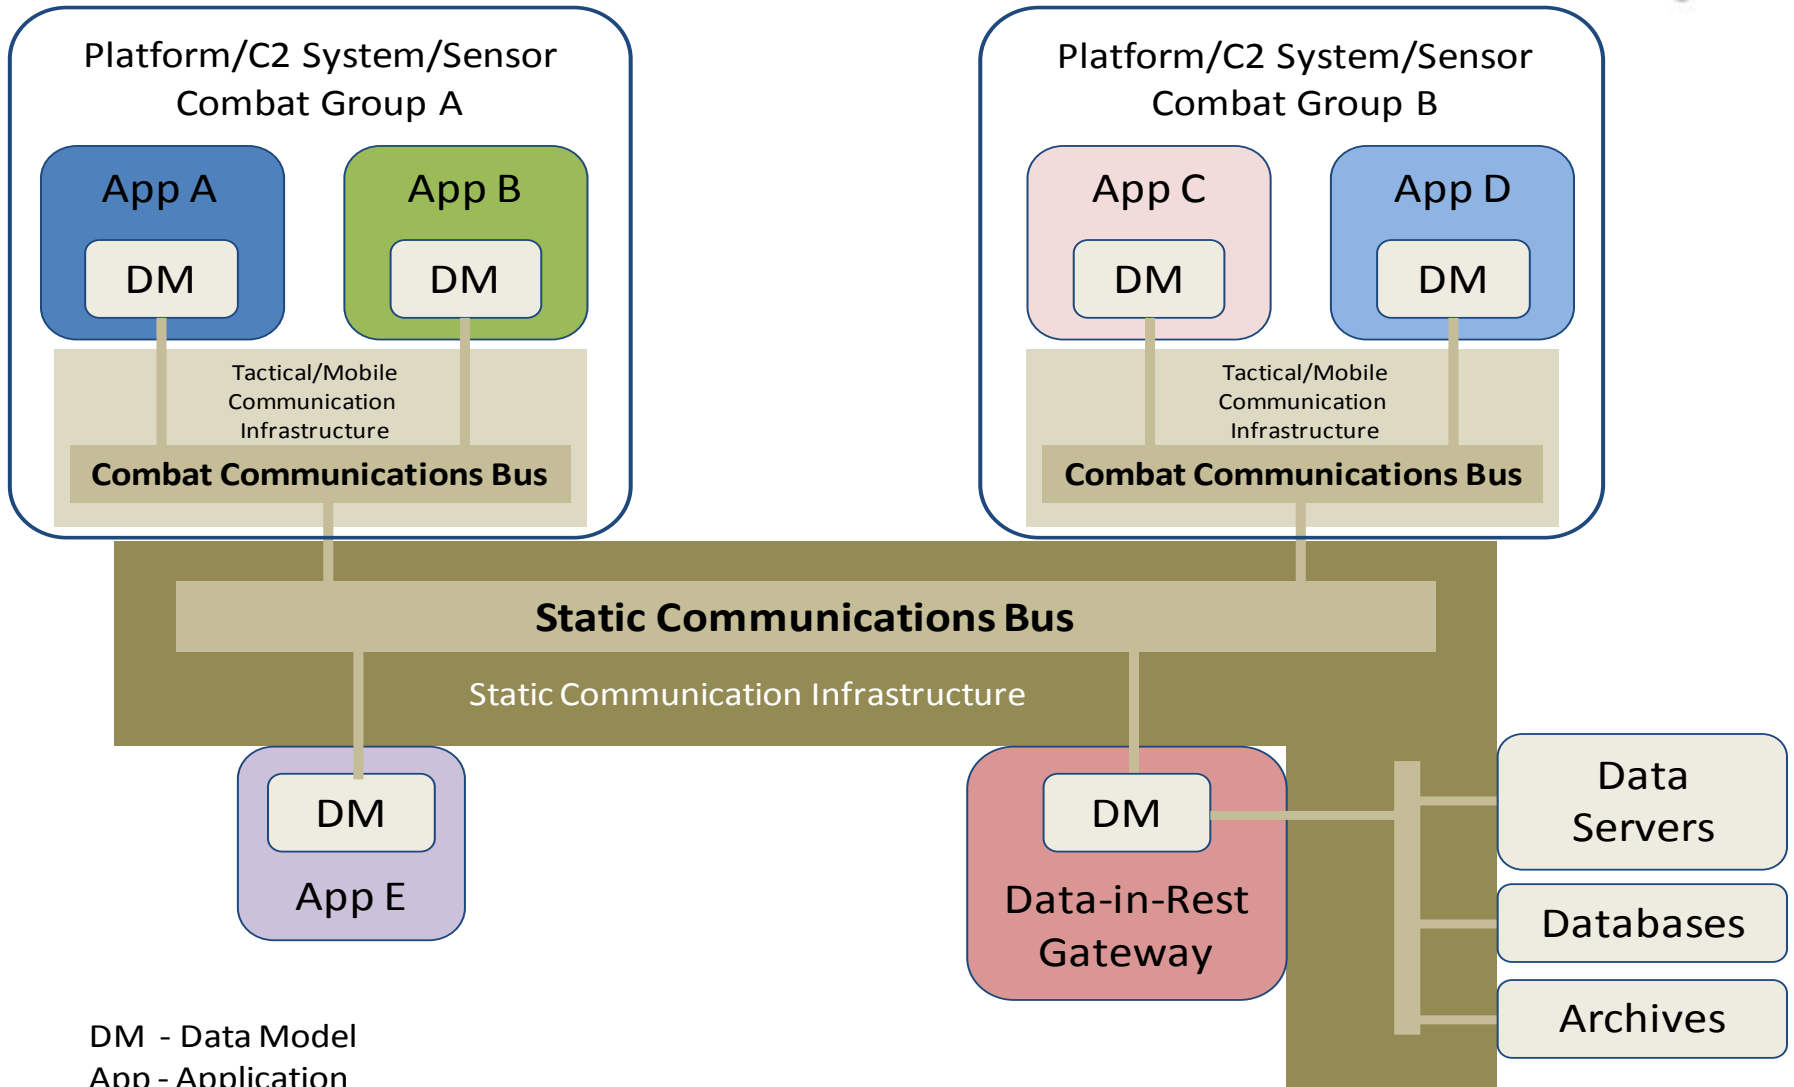 Platform/C2 System/Sensor
Combat Group A
App A
App B
DM
DM
Tactical/Mobile
Communication
Infrastructure
Combat Communications Bus
Platform/C2 System/Sensor
Combat Group B
App C
App D
DM
DM
Tactical/Mobile
Communication
Infrastructure
Combat Communications Bus
Static Communications Bus
Static Communication Infrastructure
DM
App E
DM
Data-in-Rest
Gateway
Data
Servers
Databases
Archives
DM - Data Model
App - Application